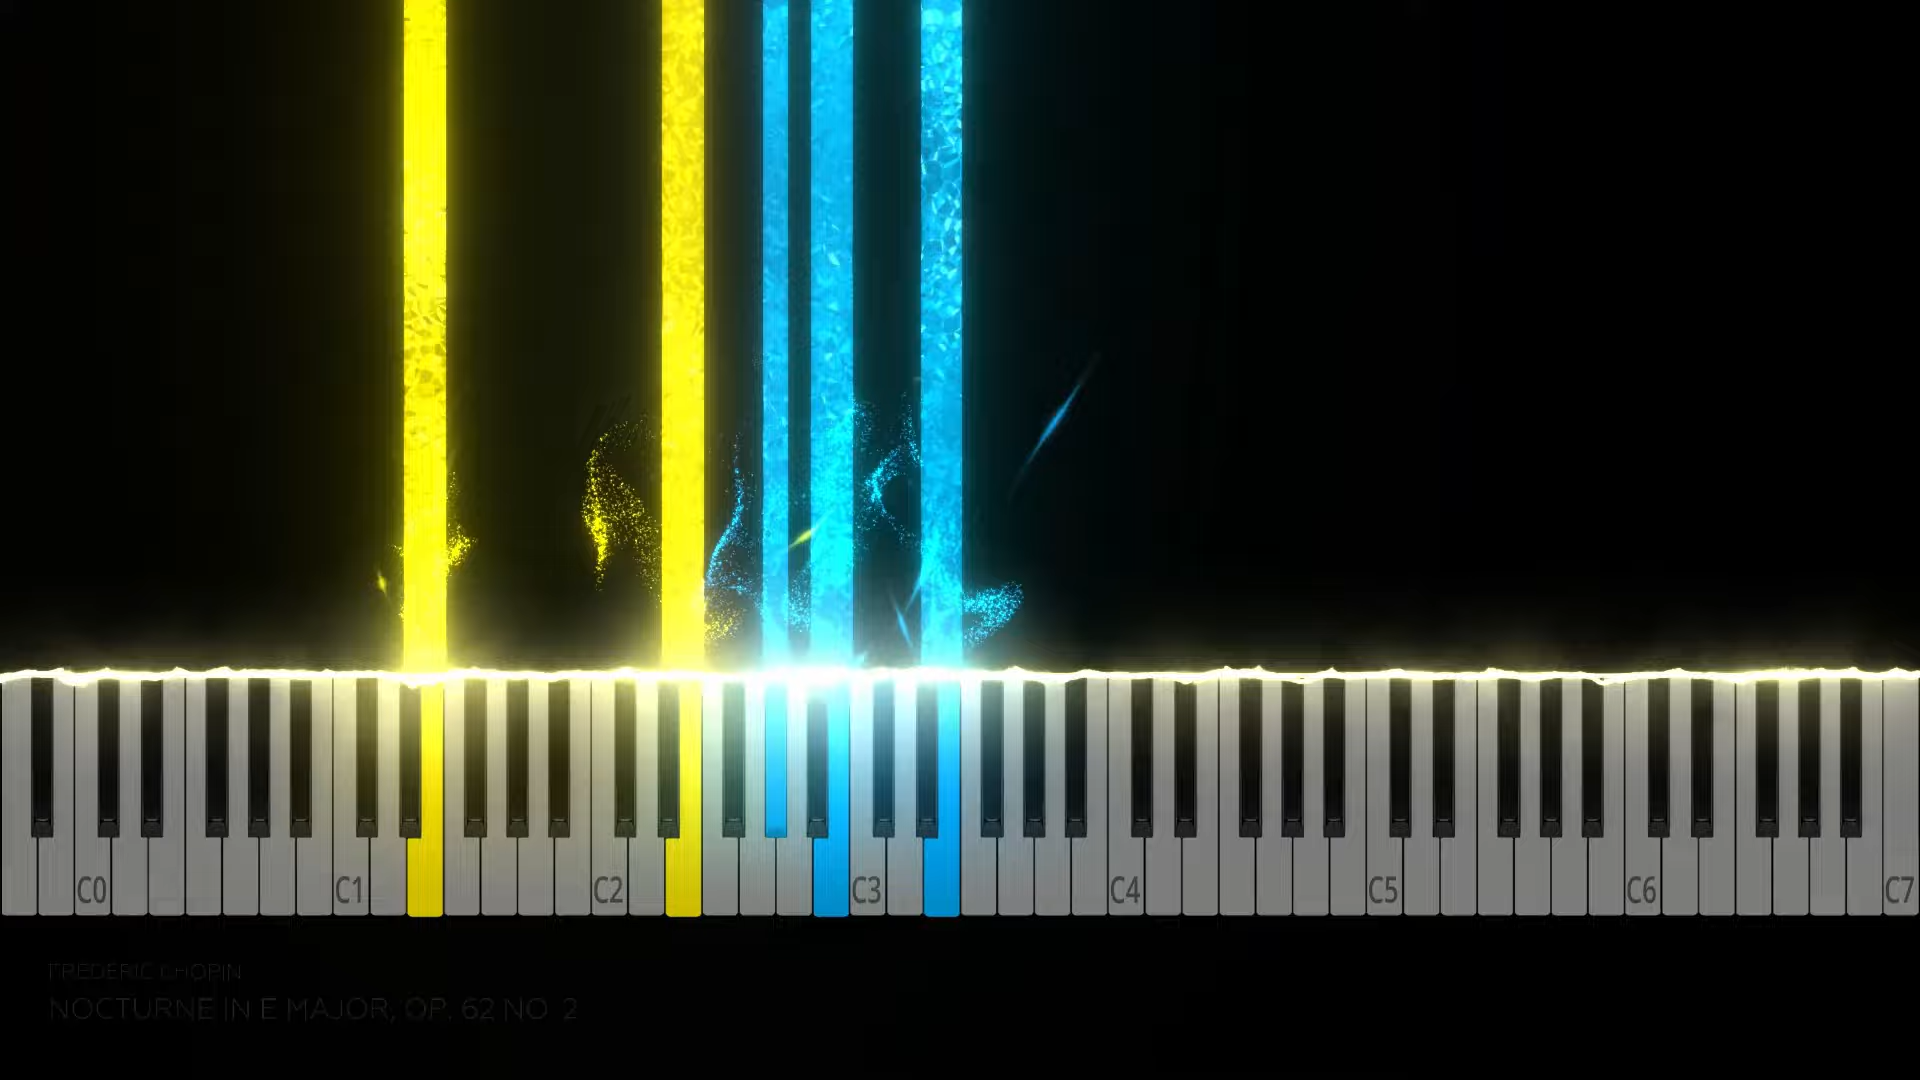 C0 C1 C2 C3 C4 C5 C6 C7
FREDERIC CHOPIN
NOCTURNE IN E MAJOR, OP. 62 NO. 2